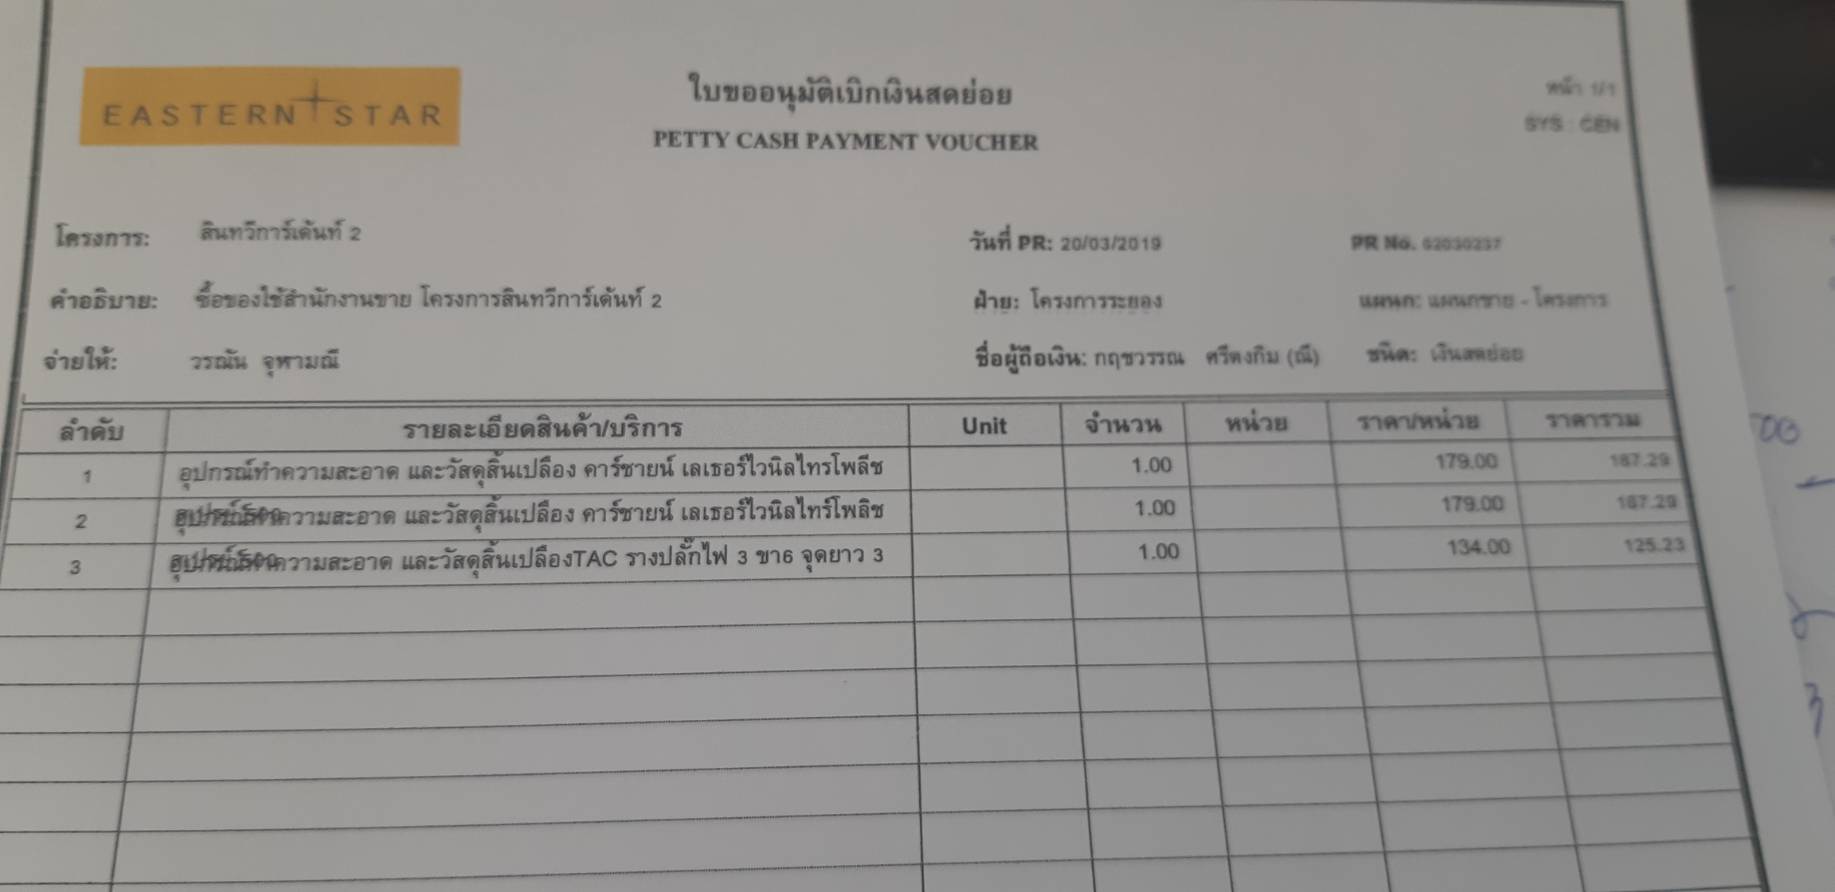 EASTERN STAR
ใบขออนุมัติเบิกเงินสดย่อย
PETTY CASH PAYMENT VOUCHER
หน้า 1/1
SYS : CEN
โครงการ: สินทวีการ์เด้นท์ 2
วันที่ PR: 20/03/2019 PR No. 62030237
คำอธิบาย: ซื้อของใช้สำนักงานขาย โครงการสินทวีการ์เด้นท์ 2
ฝ่าย: โครงการระยอง แผนก: แผนกขาย - โครงการ
จ่ายให้: วรณัน จุฬามณี
ชื่อผู้ถือเงิน: กฤชวรรณ ศรีดงกิม (ณี) ชนิด: เงินสดย่อย
ลำดับ รายละเอียดสินค้า/บริการ Unit จำนวน หน่วย ราคา/หน่วย ราคารวม
1 อุปกรณ์ทำความสะอาด และวัสดุสิ้นเปลือง คาร์ชายน์ เลเธอร์ไวนิลไทรโพลีช 1.00 179.00
2 อุปกรณ์ทำความสะอาด และวัสดุสิ้นเปลือง คาร์ชายน์ เลเธอร์ไวนิลไทร์โพลิช 1.00 179.00
3 อุปกรณ์ทำความสะอาด และวัสดุสิ้นเปลืองTAC รางปลั๊กไฟ 3 ขา6 จุดยาว 3 1.00 134.00 125.23